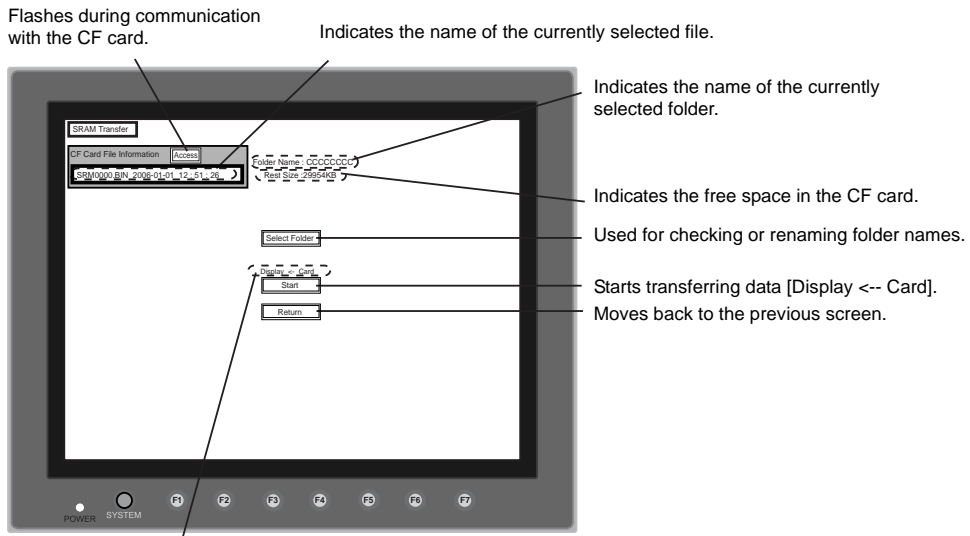 Flashes during communication
with the CF card.
Indicates the name of the currently selected file.
Indicates the name of the currently
selected folder.
SRAM Transfer
CF Card File Information
Access
Folder Name : CCCCCCCC
SRM0000.BIN_2006-01-01_12 : 51 : 26
Rest Size :29954KB
Indicates the free space in the CF card.
Select Folder
Used for checking or renaming folder names.
Display <- Card
Start
Starts transferring data [Display <-- Card].
Return
Moves back to the previous screen.
POWER
SYSTEM
F1
F2
F3
F4
F5
F6
F7